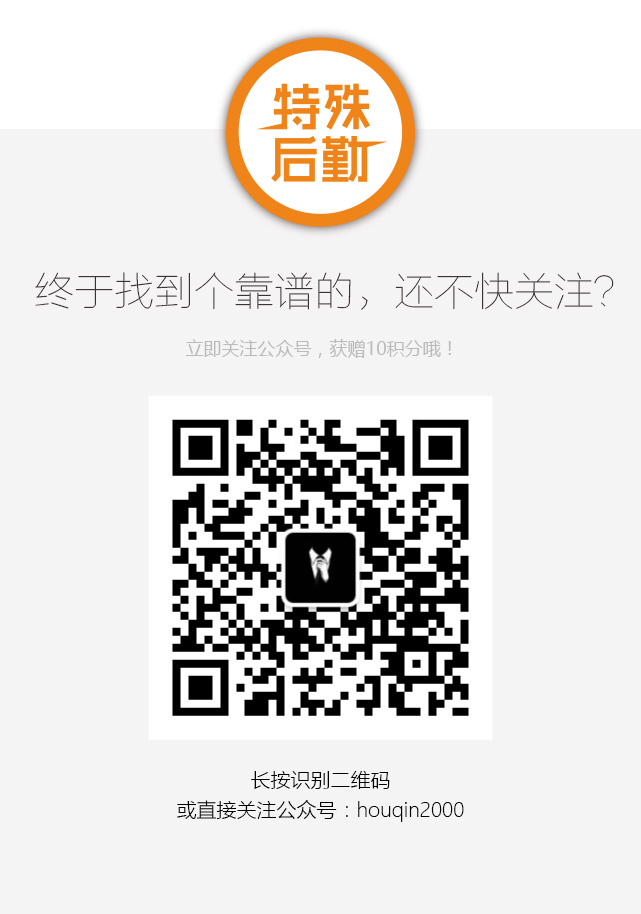 特殊
后勤
终于找到个靠谱的，还不快关注？
立即关注公众号，获赠10积分哦！
长按识别二维码
或直接关注公众号：houqin2000